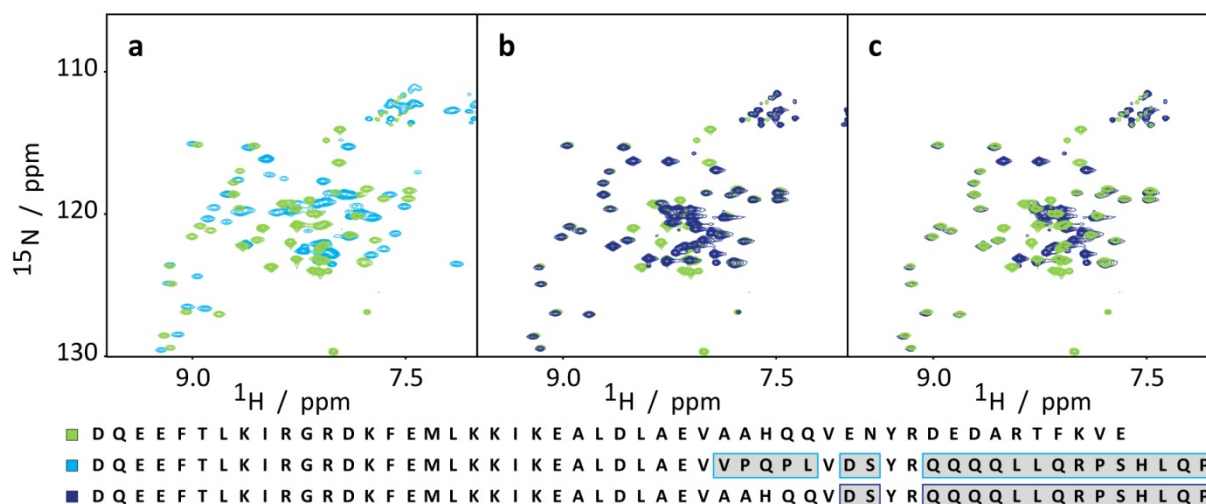 a b c
110
120
130
15N / ppm
9.0 7.5 9.0 7.5 9.0 7.5
1H / ppm 1H / ppm 1H / ppm
D Q E E F T L K I R G R D K F E M L K K I K E A L D L A E V A A H Q Q V E N Y R D E D A R T F K V E
D Q E E F T L K I R G R D K F E M L K K I K E A L D L A E V V P Q P L V D S Y R Q Q Q Q L L Q R P S H L Q P
D Q E E F T L K I R G R D K F E M L K K I K E A L D L A E V A A H Q Q V D S Y R Q Q Q Q L L Q R P S H L Q P